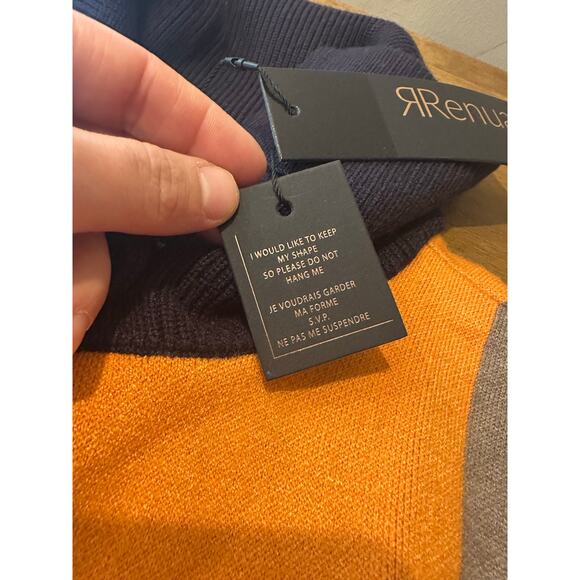 ЯRenua
I WOULD LIKE TO KEEP
MY SHAPE
SO PLEASE DO NOT
HANG ME
JE VOUDRAIS GARDER
MA FORME
S.V.P.
NE PAS ME SUSPENDRE